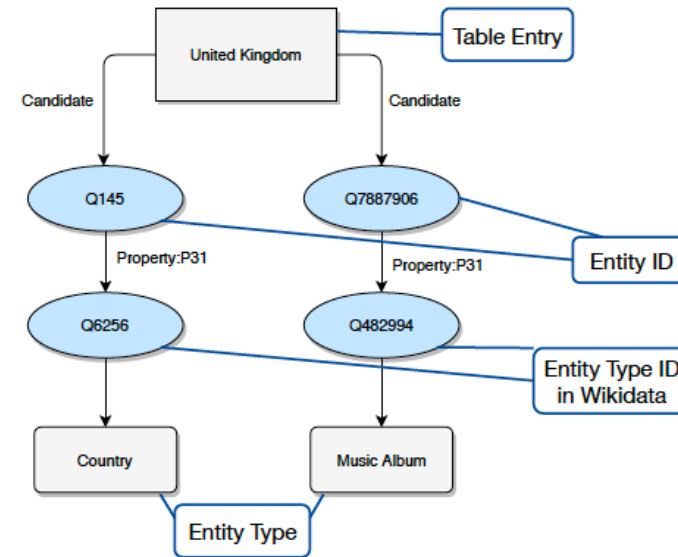 United Kingdom
Table Entry
Candidate
Candidate
Q145
Q7887906
Property:P31
Property:P31
Entity ID
Q6256
Q482994
Entity Type ID
in Wikidata
Country
Music Album
Entity Type